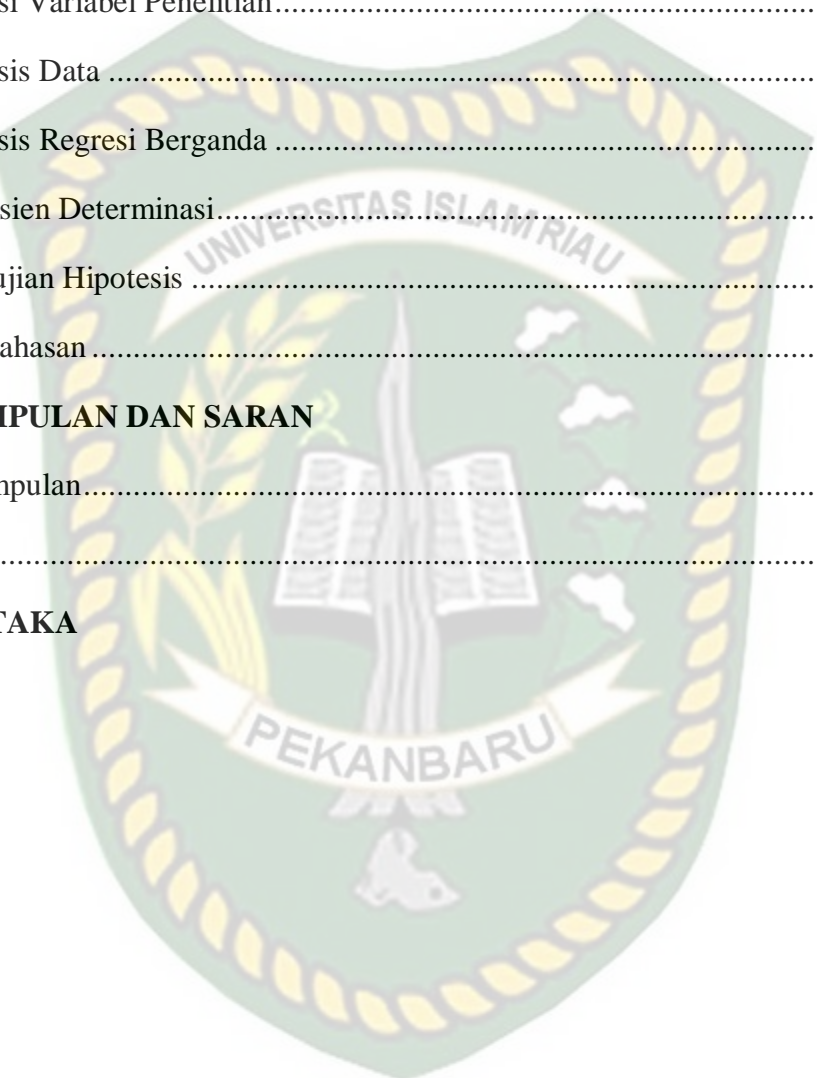 si Variabel Penelitian........................................................................
sis Data ...........................................................................................
sis Regresi Berganda .......................................................................
UNIVERSITAS ISLAM RIAU
sien Determinasi................................................................................
ujian Hipotesis ..................................................................................
ahasan ...............................................................................................
IPULAN DAN SARAN
npulan................................................................................................
...........................................................................................................
TAKA
PEKANBARU